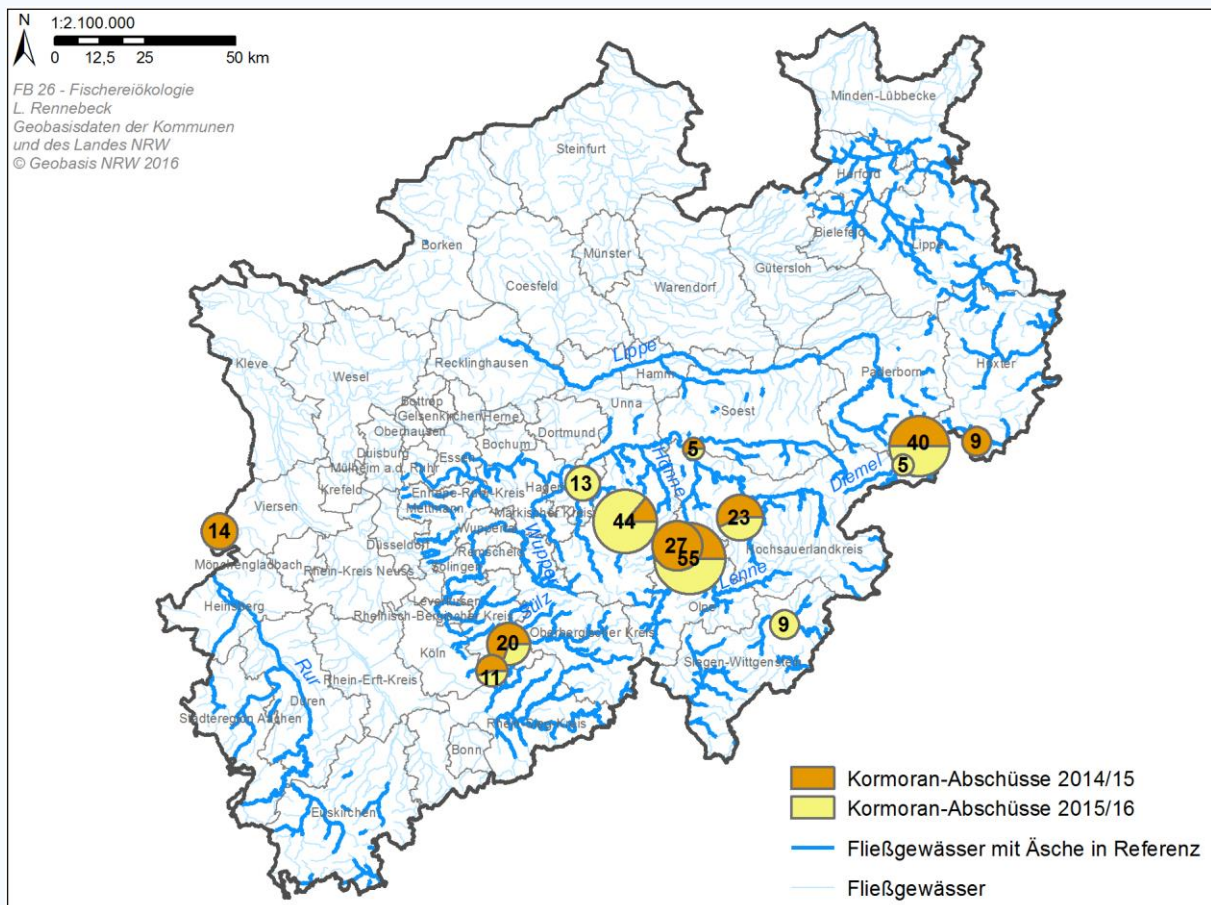 N
1:2.100.000
0 12,5 25 50 km
FB 26 - Fischereiökologie
L. Rennebeck
Geobasisdaten der Kommunen
und des Landes NRW
© Geobasis NRW 2016
Minden-Lübbecke
Steinfurt
Herford
Bielefeld
Lippe
Borken
Münster
Gütersloh
Coesfeld
Warendorf
Kleve
Wesel
Recklinghausen
Lippe
Hamm
Paderborn
Höxter
Unna
Soest
Bottrop
Gelsenkirchen
Herne
Oberhausen
Dortmund
Bochum
Duisburg
Essen
Mülheim a.d. Ruhr
5
40
9
Hönne
Diemel
5
Krefeld
Ennepe-Ruhr-Kreis
Hagen
13
Viersen
Mettmann
Märkischer Kreis
44
23
14
Wuppertal
Wupper
Düsseldorf
Remscheid
27
55
Hochsauerlandkreis
Mönchengladbach
Rhein-Kreis Neuss
Solingen
Lenne
Heinsberg
Leverkusen
Sülz
Olpe
Rheinisch-Bergischer Kreis
Oberbergischer Kreis
9
20
Köln
Siegen-Wittgenstein
11
Rur
Rhein-Erft-Kreis
Düren
Städteregion Aachen
Rhein-Sieg-Kreis
Bonn
Euskirchen
Kormoran-Abschüsse 2014/15
Kormoran-Abschüsse 2015/16
Fließgewässer mit Äsche in Referenz
Fließgewässer